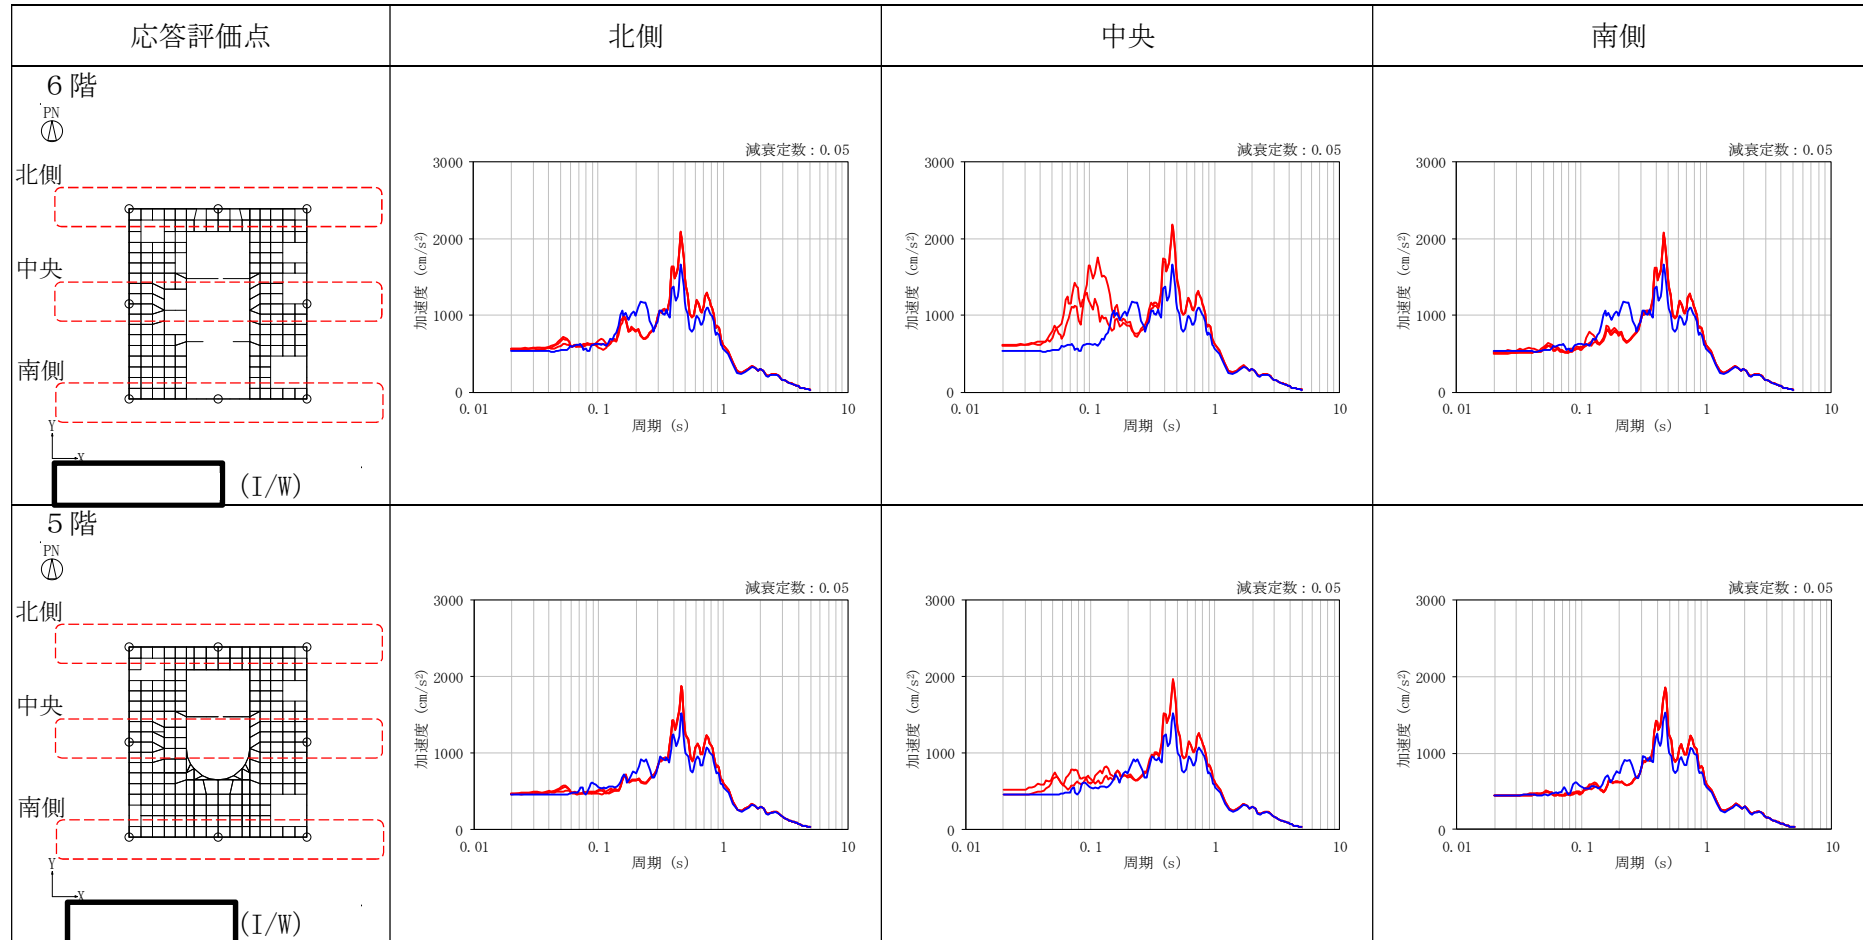 応答評価点 北側 中央 南側
6階
PN
北側
中央
南側
Y
X
(I/W)
減衰定数：0.05
3000
2000
1000
0
加速度 (cm/s²)
0.01 0.1 1 10
周期 (s)
減衰定数：0.05
3000
2000
1000
0
加速度 (cm/s²)
0.01 0.1 1 10
周期 (s)
減衰定数：0.05
3000
2000
1000
0
加速度 (cm/s²)
0.01 0.1 1 10
周期 (s)
5階
PN
北側
中央
南側
Y
X
(I/W)
減衰定数：0.05
3000
2000
1000
0
加速度 (cm/s²)
0.01 0.1 1 10
周期 (s)
減衰定数：0.05
3000
2000
1000
0
加速度 (cm/s²)
0.01 0.1 1 10
周期 (s)
減衰定数：0.05
3000
2000
1000
0
加速度 (cm/s²)
0.01 0.1 1 10
周期 (s)